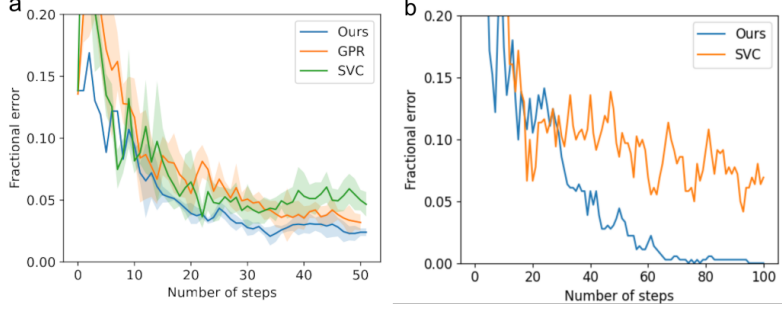 a
0.20
0.15
0.10
0.05
0.00
Fractional error
0 10 20 30 40 50
Number of steps
Ours
GPR
SVC
b
0.20
0.15
0.10
0.05
0.00
Fractional error
0 20 40 60 80 100
Number of steps
Ours
SVC